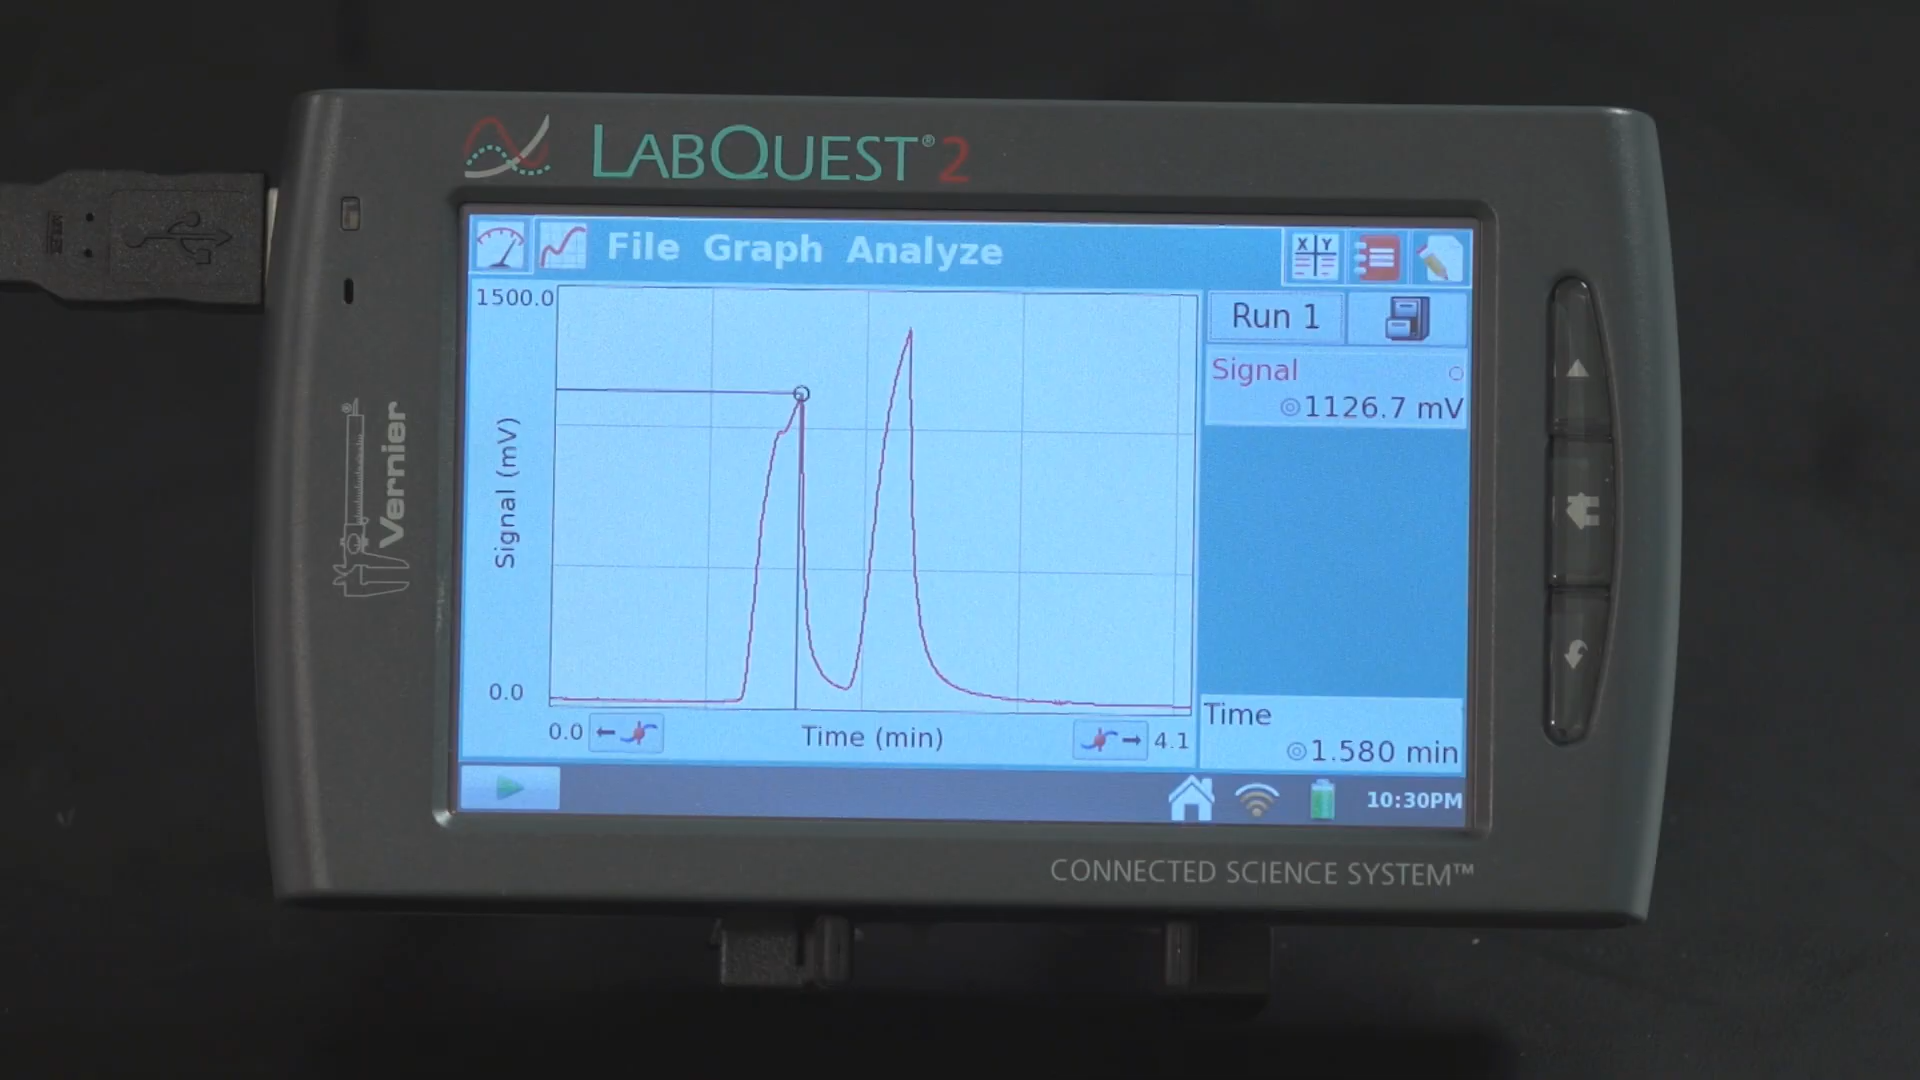 LABQUEST® 2
Vernier
File Graph Analyze
X Y
1500.0
Signal (mV)
0.0
0.0
Time (min)
4.1
Run 1
Signal
1126.7 mV
Time
1.580 min
10:30PM
CONNECTED SCIENCE SYSTEM™